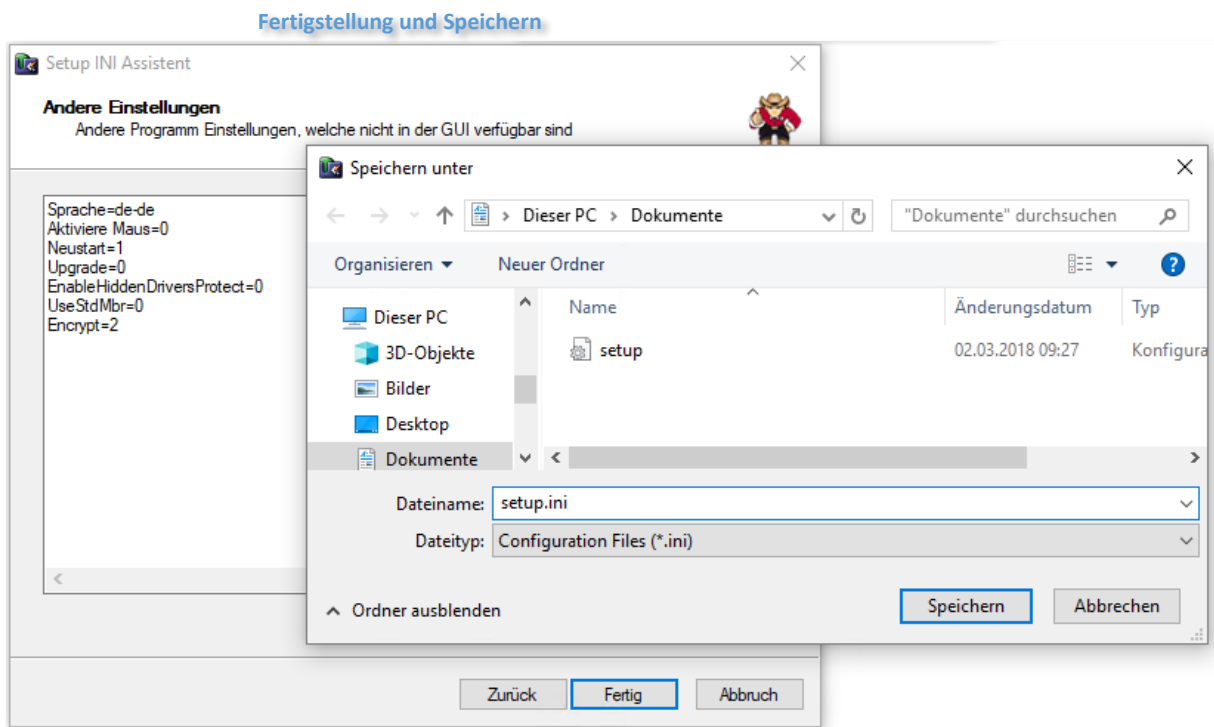 Fertigstellung und Speichern
Setup INI Assistent
Andere Einstellungen
Andere Programm Einstellungen, welche nicht in der GUI verfügbar sind
Sprache=de-de
Aktiviere Maus=0
Neustart=1
Upgrade=0
EnableHiddenDriversProtect=0
UseStdMbr=0
Encrypt=2
Speichern unter
Dieser PC > Dokumente
"Dokumente" durchsuchen
Organisieren
Neuer Ordner
Dieser PC
3D-Objekte
Bilder
Desktop
Dokumente
Name
Änderungsdatum
Typ
setup
02.03.2018 09:27
Konfigura
Dateiname: setup.ini
Dateityp: Configuration Files (*.ini)
Ordner ausblenden
Speichern
Abbrechen
Zurück
Fertig
Abbruch